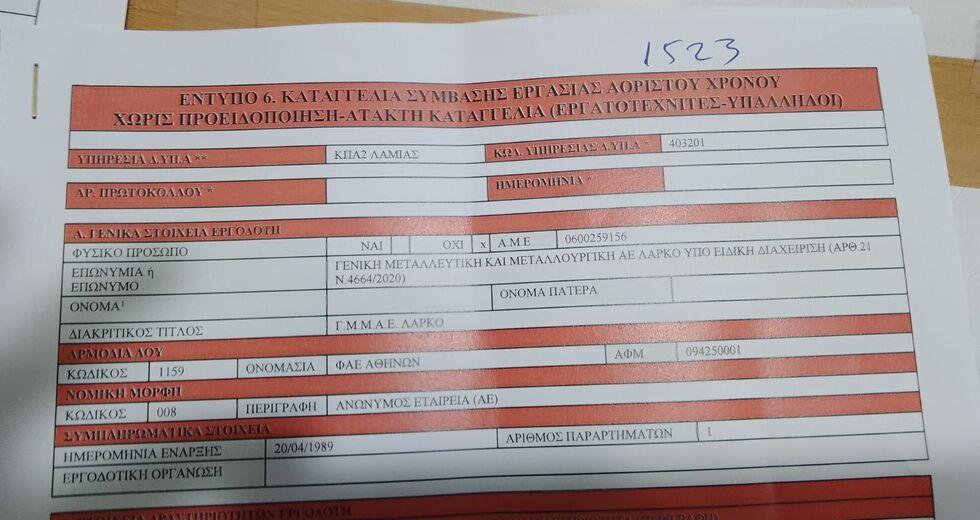 1523
ΕΝΤΥΠΟ 6. ΚΑΤΑΓΓΕΛΙΑ ΣΥΜΒΑΣΗΣ ΕΡΓΑΣΙΑΣ ΑΟΡΙΣΤΟΥ ΧΡΟΝΟΥ
ΧΩΡΙΣ ΠΡΟΕΙΔΟΠΟΙΗΣΗ-ΑΤΑΚΤΗ ΚΑΤΑΓΓΕΛΙΑ (ΕΡΓΑΤΟΤΕΧΝΙΤΕΣ-ΥΠΑΛΛΗΛΟΙ)
ΥΠΗΡΕΣΙΑ Δ.ΥΠ.Α ** ΚΠΑ2 ΛΑΜΙΑΣ ΚΩΔ. ΥΠΗΡΕΣΙΑΣ Δ.ΥΠ.Α * 403201
ΑΡ. ΠΡΩΤΟΚΟΛΛΟΥ * ΗΜΕΡΟΜΗΝΙΑ *
Α. ΓΕΝΙΚΑ ΣΤΟΙΧΕΙΑ ΕΡΓΟΔΟΤΗ
ΦΥΣΙΚΟ ΠΡΟΣΩΠΟ ΝΑΙ ΟΧΙ x Α.Μ.Ε 0600259156
ΕΠΩΝΥΜΙΑ ή
ΕΠΩΝΥΜΟ
ΓΕΝΙΚΗ ΜΕΤΑΛΛΕΥΤΙΚΗ ΚΑΙ ΜΕΤΑΛΛΟΥΡΓΙΚΗ ΑΕ ΛΑΡΚΟ ΥΠΟ ΕΙΔΙΚΗ ΔΙΑΧΕΙΡΙΣΗ (ΑΡΘ.21
Ν.4664/2020)
ΟΝΟΜΑ¹ ΟΝΟΜΑ ΠΑΤΕΡΑ
ΔΙΑΚΡΙΤΙΚΟΣ ΤΙΤΛΟΣ Γ.Μ.Μ.Α.Ε. ΛΑΡΚΟ
ΑΡΜΟΔΙΑ ΔΟΥ
ΚΩΔΙΚΟΣ 1159 ΟΝΟΜΑΣΙΑ ΦΑΕ ΑΘΗΝΩΝ ΑΦΜ 094250001
ΝΟΜΙΚΗ ΜΟΡΦΗ
ΚΩΔΙΚΟΣ 008 ΠΕΡΙΓΡΑΦΗ ΑΝΩΝΥΜΟΣ ΕΤΑΙΡΕΙΑ (ΑΕ)
ΣΥΜΠΛΗΡΩΜΑΤΙΚΑ ΣΤΟΙΧΕΙΑ
ΗΜΕΡΟΜΗΝΙΑ ΕΝΑΡΞΗΣ 20/04/1989 ΑΡΙΘΜΟΣ ΠΑΡΑΡΤΗΜΑΤΩΝ 1
ΕΡΓΟΔΟΤΙΚΗ ΟΡΓΑΝΩΣΗ